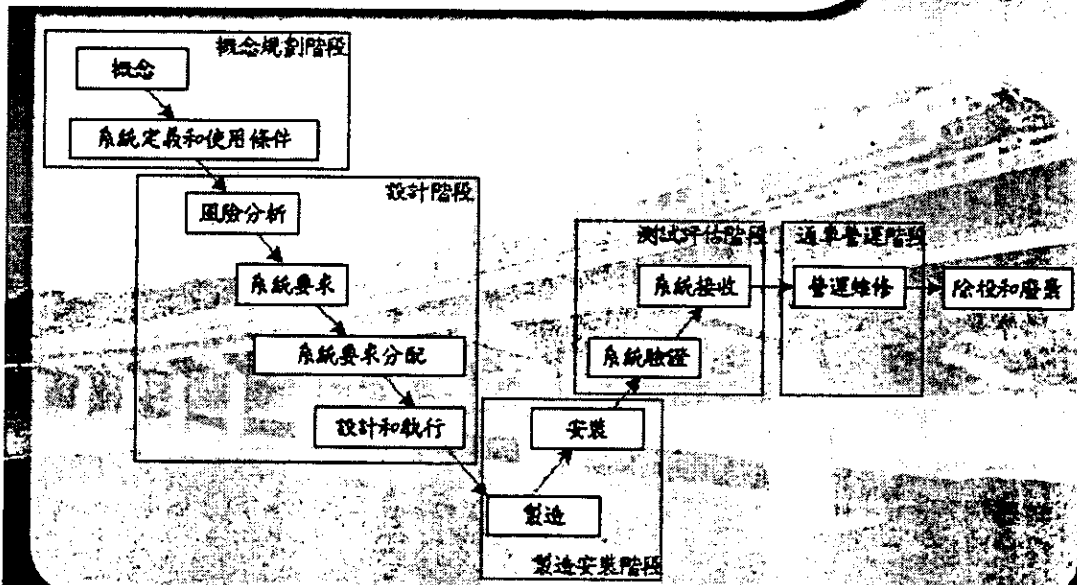 概念規劃階段
概念
系統定義和使用條件
設計階段
風險分析
系統要求
系統要求分配
設計和執行
製造安裝階段
製造
安裝
測試評估階段
系統驗證
系統接收
通車營運階段
營運維修
除役和廢棄